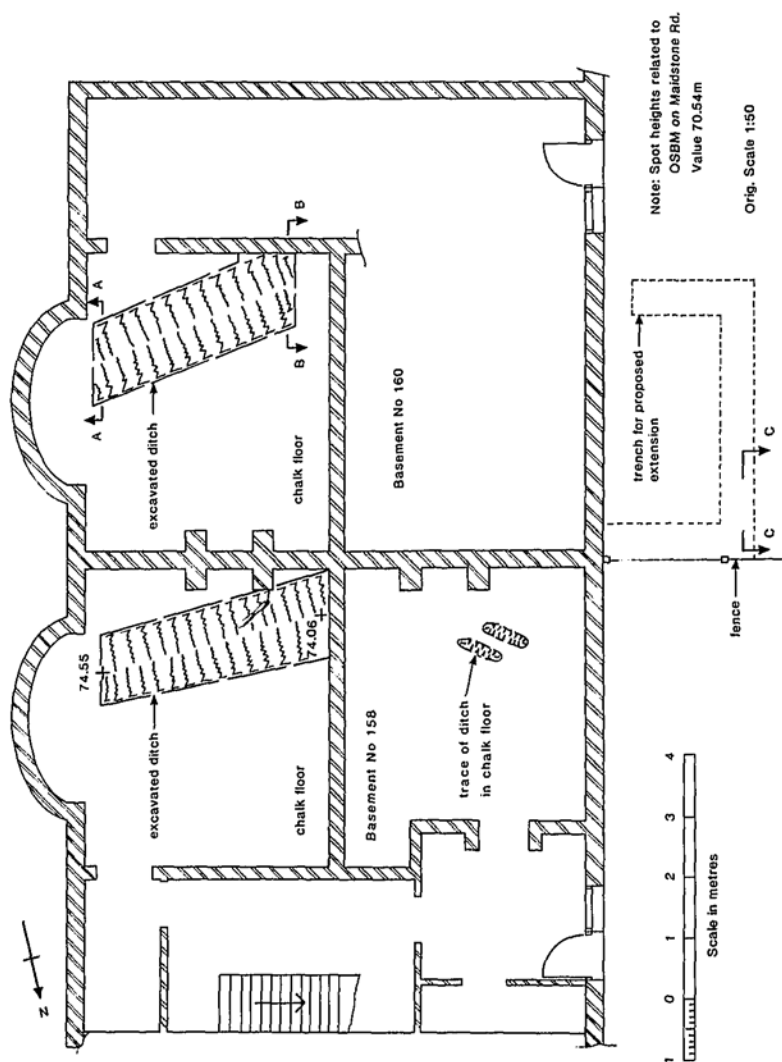 N
74.55
74.06
excavated ditch
chalk floor
Basement No 158
trace of ditch
in chalk floor
A
A
B
B
excavated ditch
chalk floor
Basement No 160
trench for proposed
extension
C
C
fence
Note: Spot heights related to
OSBM on Maidstone Rd.
Value 70.54m
Orig. Scale 1:50
1 0 1 2 3 4
Scale in metres